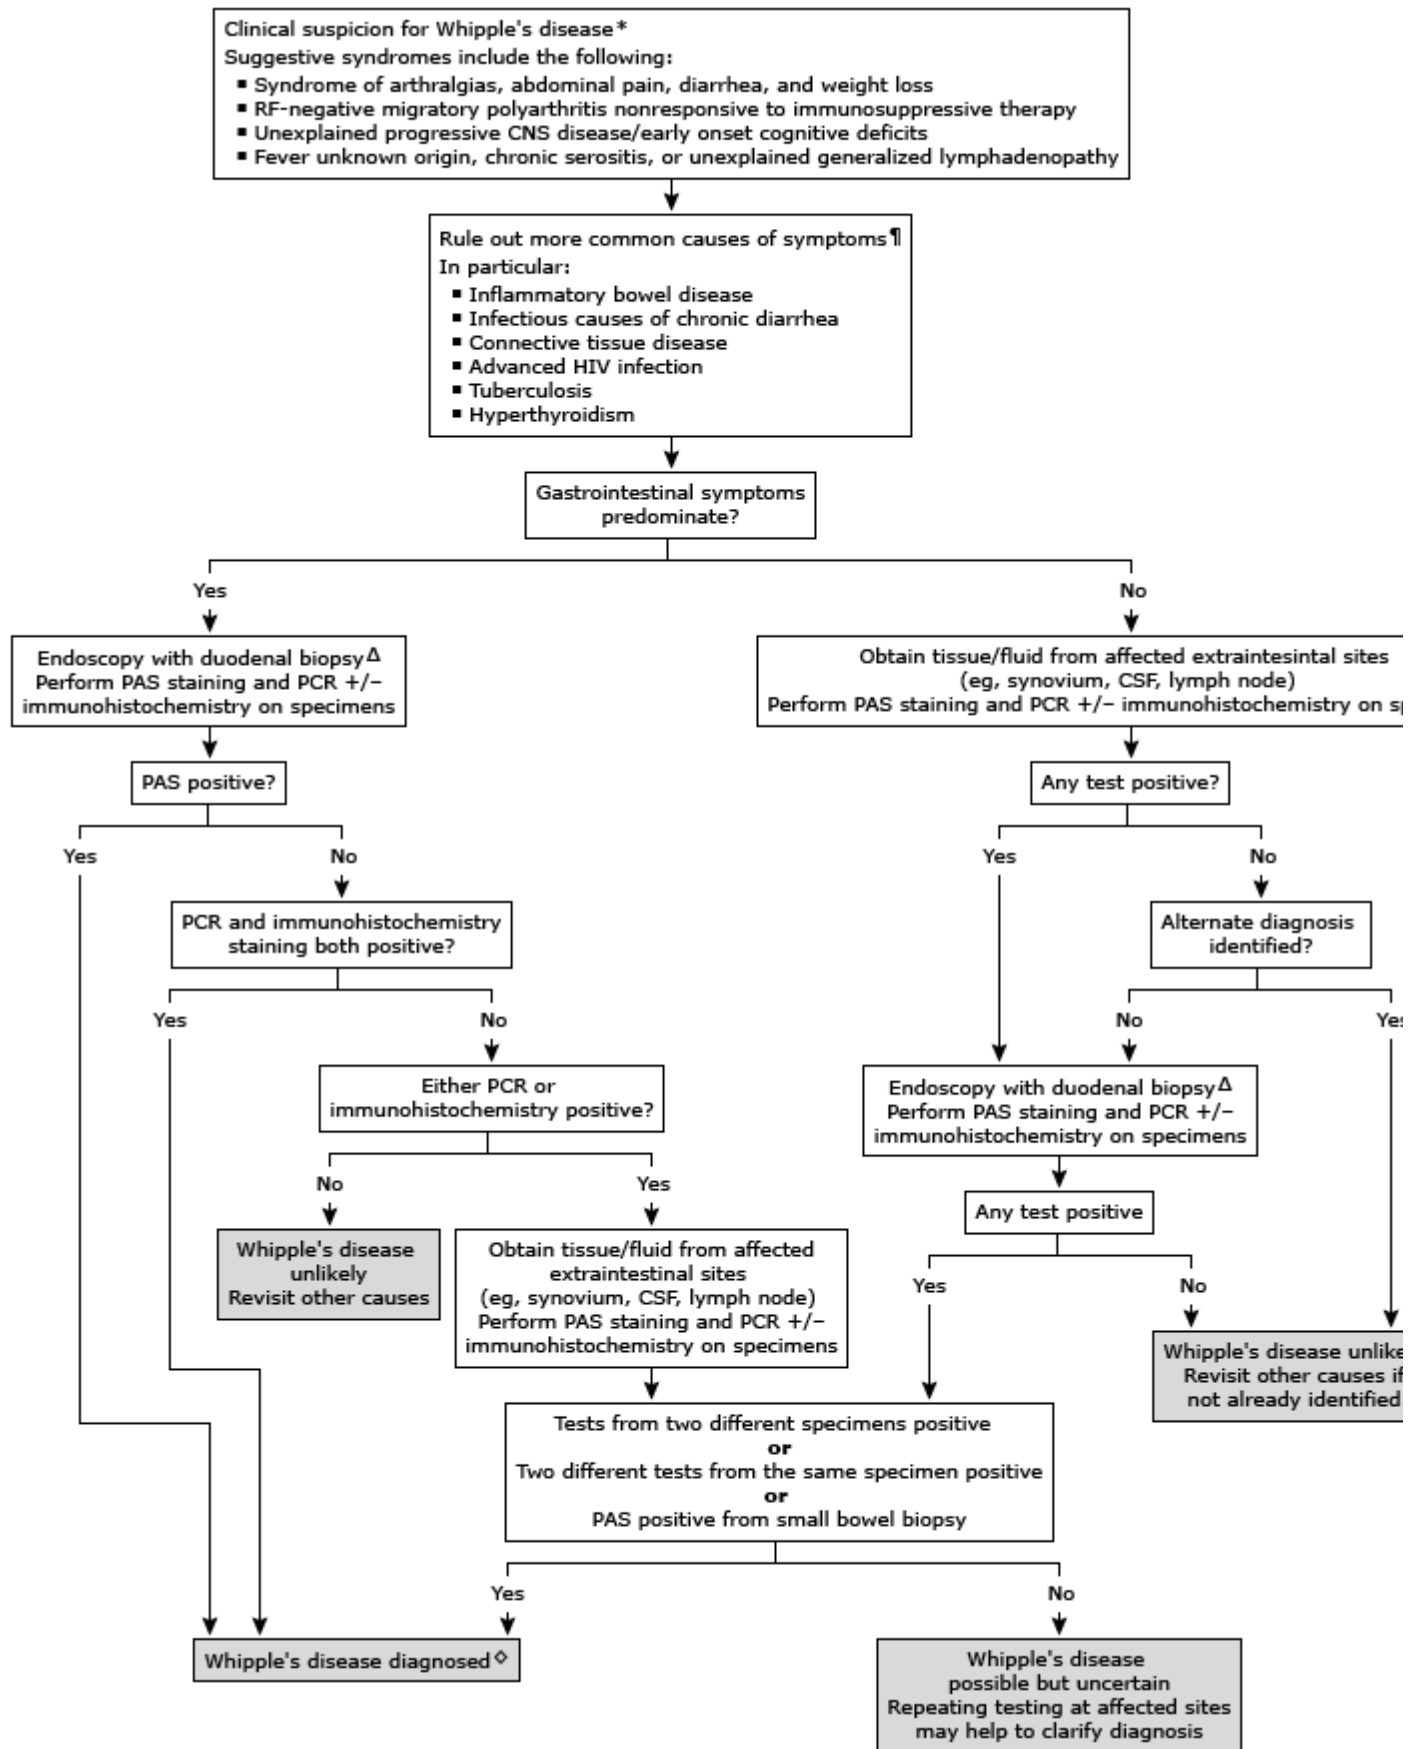 Clinical suspicion for Whipple's disease*
Suggestive syndromes include the following:
▪ Syndrome of arthralgias, abdominal pain, diarrhea, and weight loss
▪ RF-negative migratory polyarthritis nonresponsive to immunosuppressive therapy
▪ Unexplained progressive CNS disease/early onset cognitive deficits
▪ Fever unknown origin, chronic serositis, or unexplained generalized lymphadenopathy
Rule out more common causes of symptoms¶
In particular:
▪ Inflammatory bowel disease
▪ Infectious causes of chronic diarrhea
▪ Connective tissue disease
▪ Advanced HIV infection
▪ Tuberculosis
▪ Hyperthyroidism
Gastrointestinal symptoms
predominate?
Yes
No
Endoscopy with duodenal biopsyΔ
Perform PAS staining and PCR +/–
immunohistochemistry on specimens
Obtain tissue/fluid from affected extraintesintal sites
(eg, synovium, CSF, lymph node)
Perform PAS staining and PCR +/– immunohistochemistry on
PAS positive?
Any test positive?
Yes
No
Yes
No
PCR and immunohistochemistry
staining both positive?
Alternate diagnosis
identified?
Yes
No
No
Yes
Either PCR or
immunohistochemistry positive?
Endoscopy with duodenal biopsyΔ
Perform PAS staining and PCR +/–
immunohistochemistry on specimens
No
Yes
Any test positive
Whipple's disease
unlikely
Revisit other causes
Obtain tissue/fluid from affected
extraintestinal sites
(eg, synovium, CSF, lymph node)
Perform PAS staining and PCR +/–
immunohistochemistry on specimens
Yes
No
Whipple's disease
Revisit other causes if
not already identified
Tests from two different specimens positive
or
Two different tests from the same specimen positive
or
PAS positive from small bowel biopsy
Yes
No
Whipple's disease diagnosed◇
Whipple's disease
possible but uncertain
Repeating testing at affected sites
may help to clarify diagnosis